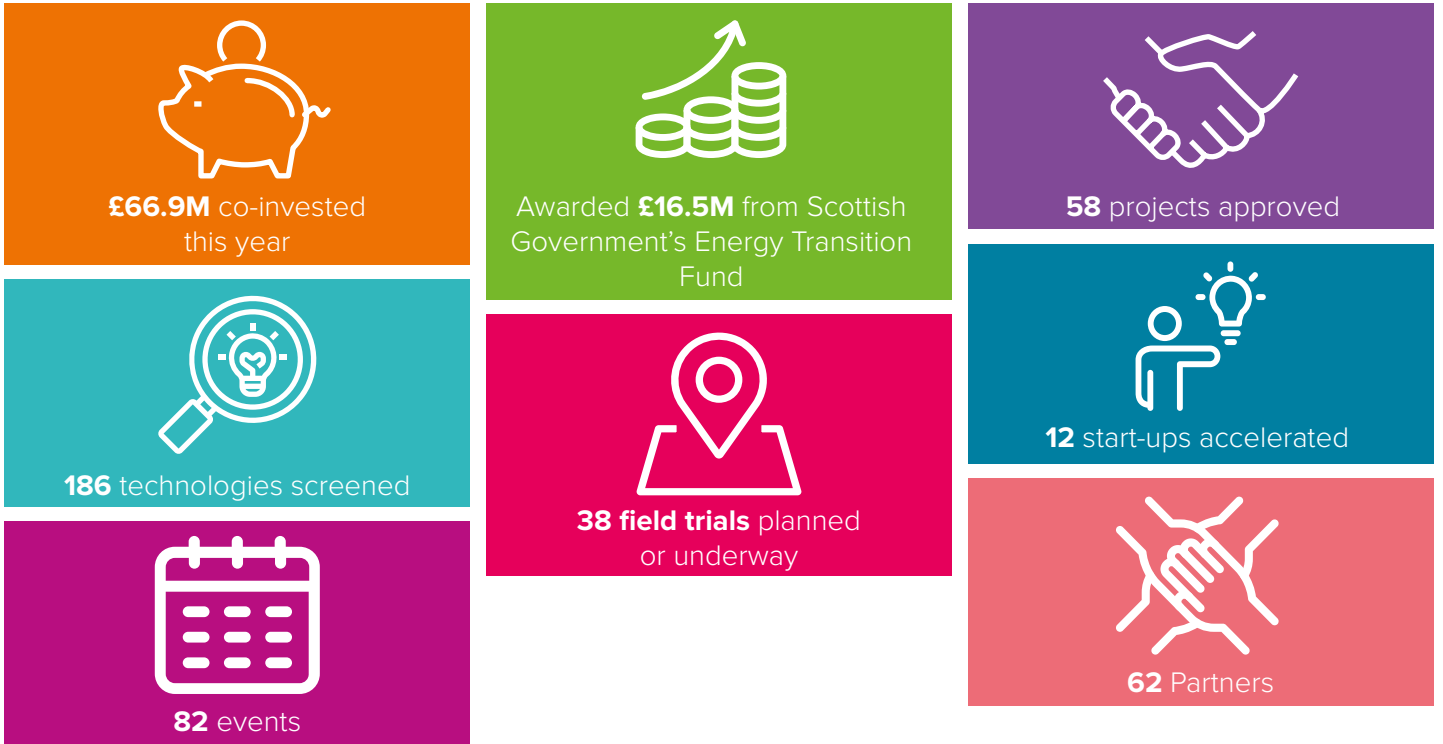 £66.9M co-invested
this year
186 technologies screened
82 events
Awarded £16.5M from Scottish
Government’s Energy Transition
Fund
38 field trials planned
or underway
58 projects approved
12 start-ups accelerated
62 Partners